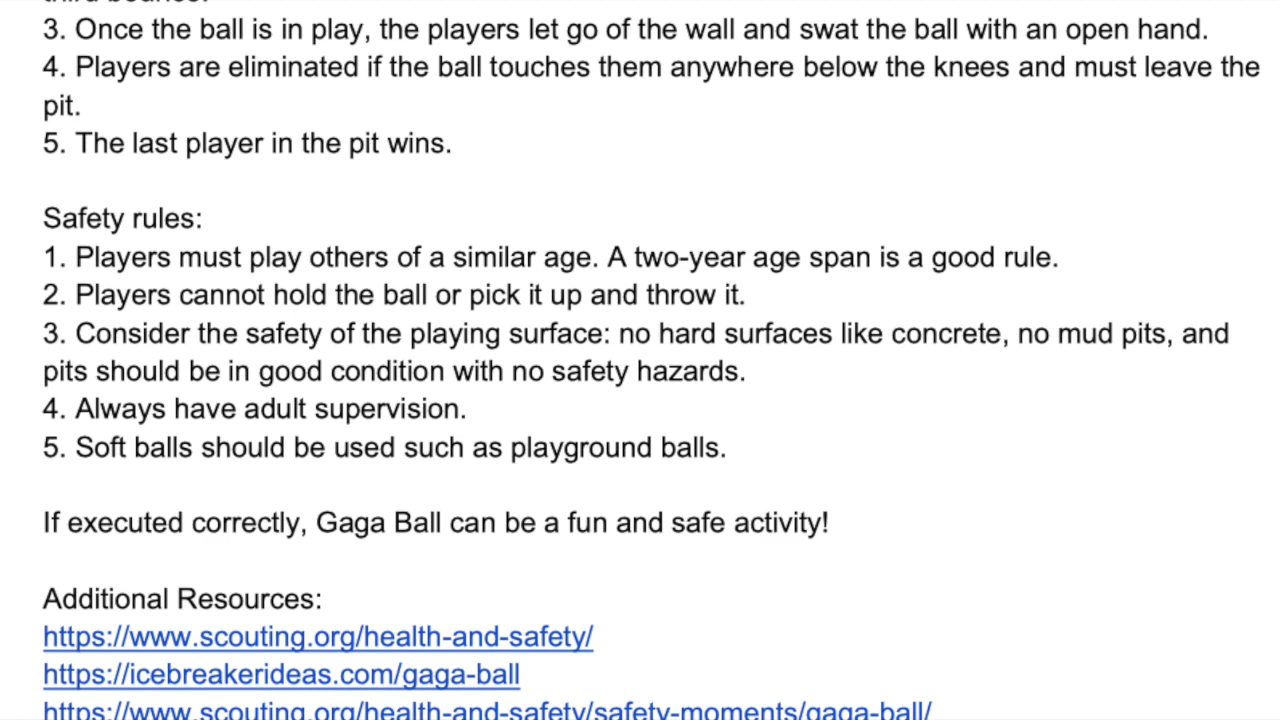 third bounce.
3. Once the ball is in play, the players let go of the wall and swat the ball with an open hand.
4. Players are eliminated if the ball touches them anywhere below the knees and must leave the
pit.
5. The last player in the pit wins.
Safety rules:
1. Players must play others of a similar age. A two-year age span is a good rule.
2. Players cannot hold the ball or pick it up and throw it.
3. Consider the safety of the playing surface: no hard surfaces like concrete, no mud pits, and
pits should be in good condition with no safety hazards.
4. Always have adult supervision.
5. Soft balls should be used such as playground balls.
If executed correctly, Gaga Ball can be a fun and safe activity!
Additional Resources:
https://www.scouting.org/health-and-safety/
https://icebreakerideas.com/gaga-ball
https://www.scouting.org/health-and-safety/safety-moments/gaga-ball/